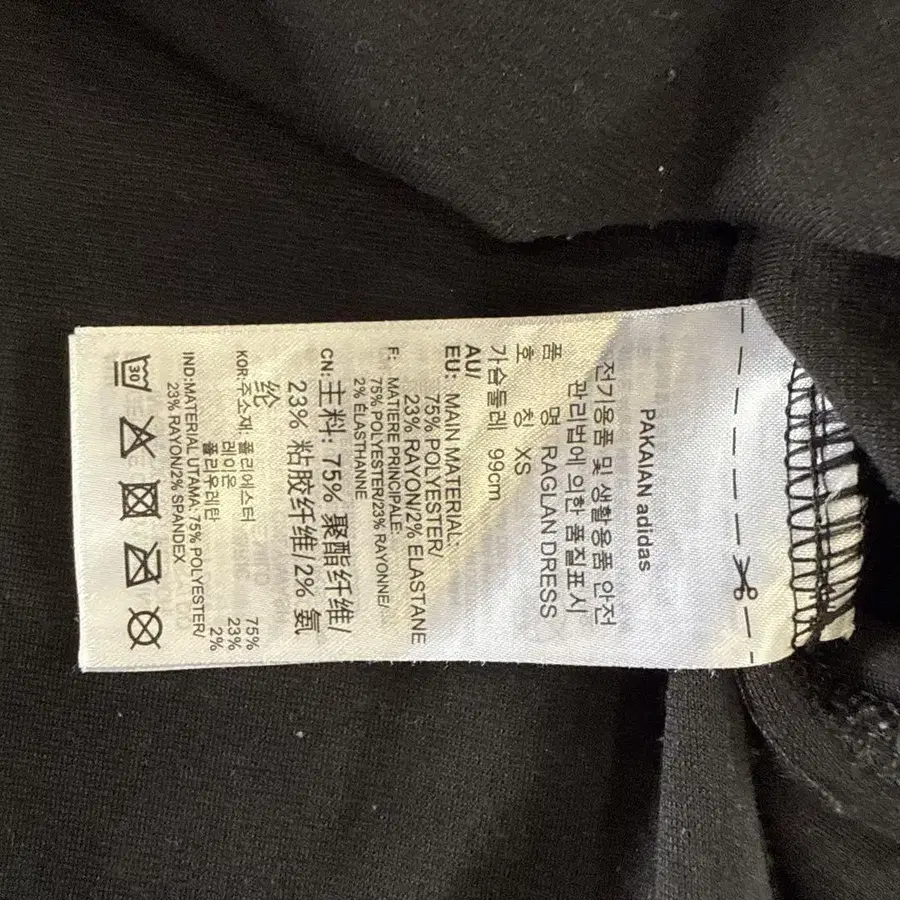 PAKAIAN adidas
전기용품 및 생활용품 안전
관리법에 의한 품질표시
품 명 RAGLAN DRESS
호 칭 XS
가슴둘레 99cm
AU/
EU: MAIN MATERIAL:
75% POLYESTER/
23% RAYON/2% ELASTANE
F: MATIERE PRINCIPALE:
75% POLYESTER/23% RAYONNE/
2% ELASTHANNE
CN: 主料: 75% 聚酯纤维/
23% 粘胶纤维/2% 氨
纶
KOR:주소재: 폴리에스터 75%
레이온 23%
폴리우레탄 2%
IND:MATERIAL UTAMA:75% POLYESTER/
23% RAYON/2% SPANDEX
30